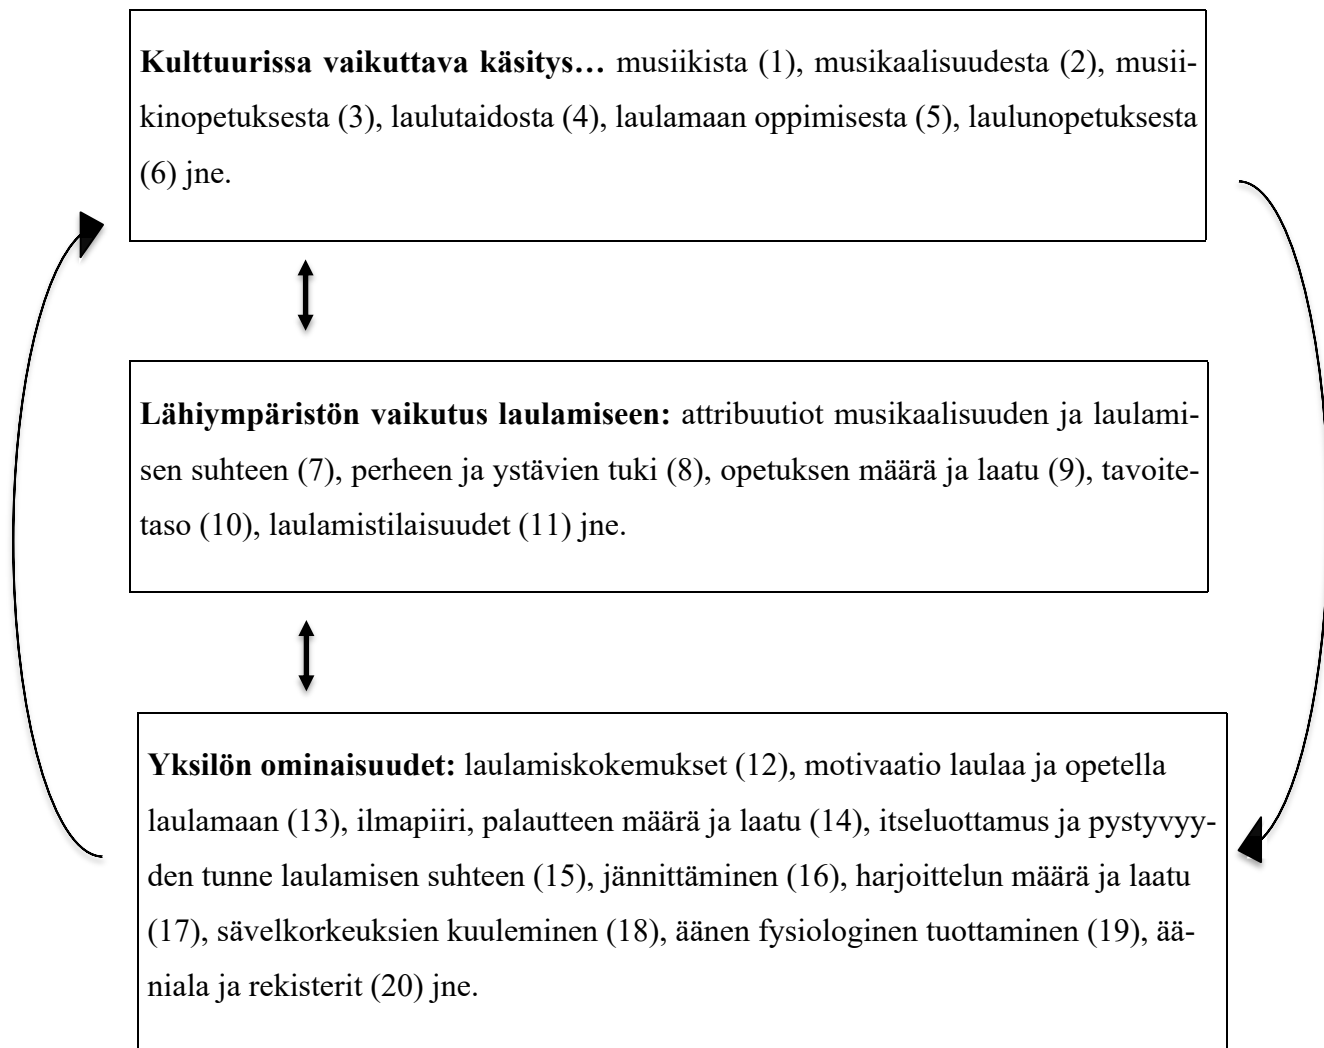 Kulttuurissa vaikuttava käsitys… musiikista (1), musikaalisuudesta (2), musii-
kinopetuksesta (3), laulutaidosta (4), laulamaan oppimisesta (5), laulunopetuksesta
(6) jne.
Lähiympäristön vaikutus laulamiseen: attribuutiot musikaalisuuden ja laulami-
sen suhteen (7), perheen ja ystävien tuki (8), opetuksen määrä ja laatu (9), tavoite-
taso (10), laulamistilaisuudet (11) jne.
Yksilön ominaisuudet: laulamiskokemukset (12), motivaatio laulaa ja opetella
laulamaan (13), ilmapiiri, palautteen määrä ja laatu (14), itseluottamus ja pystyvyy-
den tunne laulamisen suhteen (15), jännittäminen (16), harjoittelun määrä ja laatu
(17), sävelkorkeuksien kuuleminen (18), äänen fysiologinen tuottaminen (19), ää-
niala ja rekisterit (20) jne.